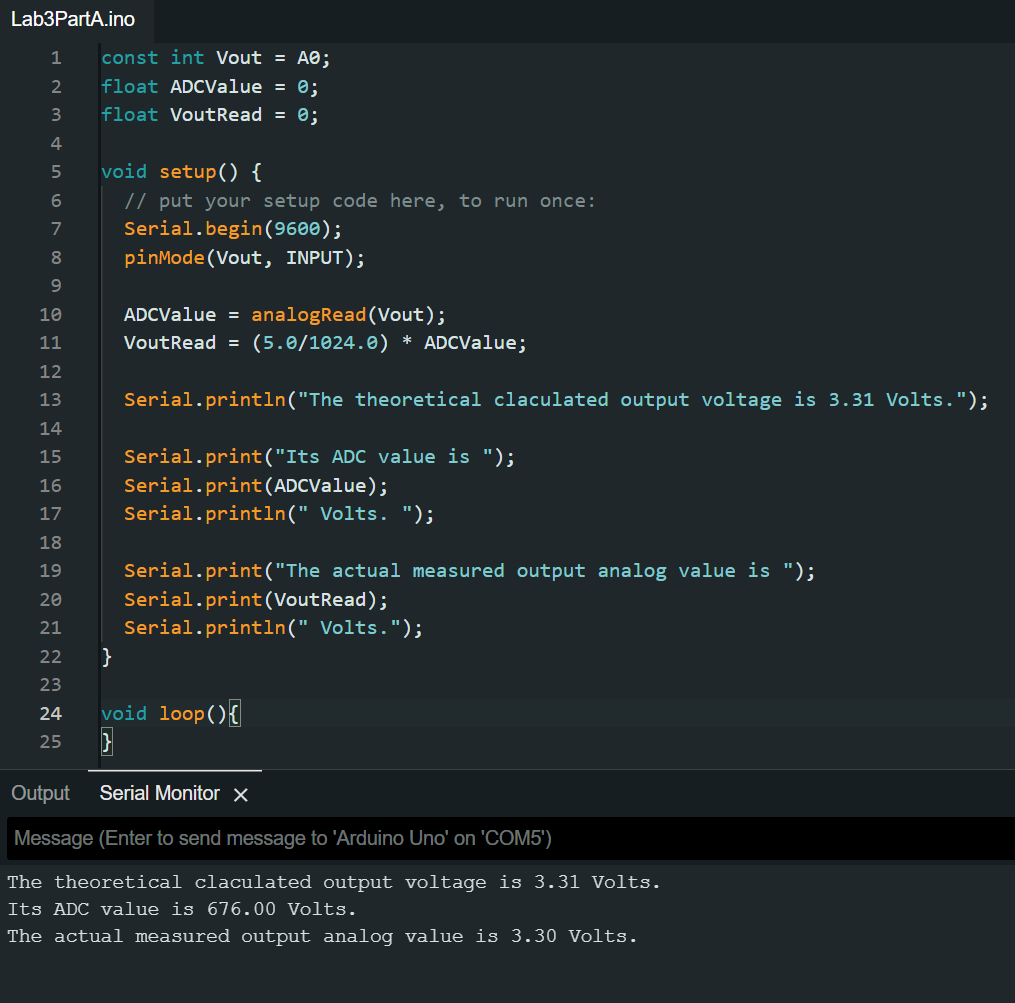 Lab3PartA.ino
1 const int Vout = A0;
2 float ADCValue = 0;
3 float VoutRead = 0;
4
5 void setup() {
6 // put your setup code here, to run once:
7 Serial.begin(9600);
8 pinMode(Vout, INPUT);
9
10 ADCValue = analogRead(Vout);
11 VoutRead = (5.0/1024.0) * ADCValue;
12
13 Serial.println("The theoretical claculated output voltage is 3.31 Volts.");
14
15 Serial.print("Its ADC value is ");
16 Serial.print(ADCValue);
17 Serial.println(" Volts. ");
18
19 Serial.print("The actual measured output analog value is ");
20 Serial.print(VoutRead);
21 Serial.println(" Volts.");
22 }
23
24 void loop(){
25 }
Output Serial Monitor ×
Message (Enter to send message to 'Arduino Uno' on 'COM5')
The theoretical claculated output voltage is 3.31 Volts.
Its ADC value is 676.00 Volts.
The actual measured output analog value is 3.30 Volts.